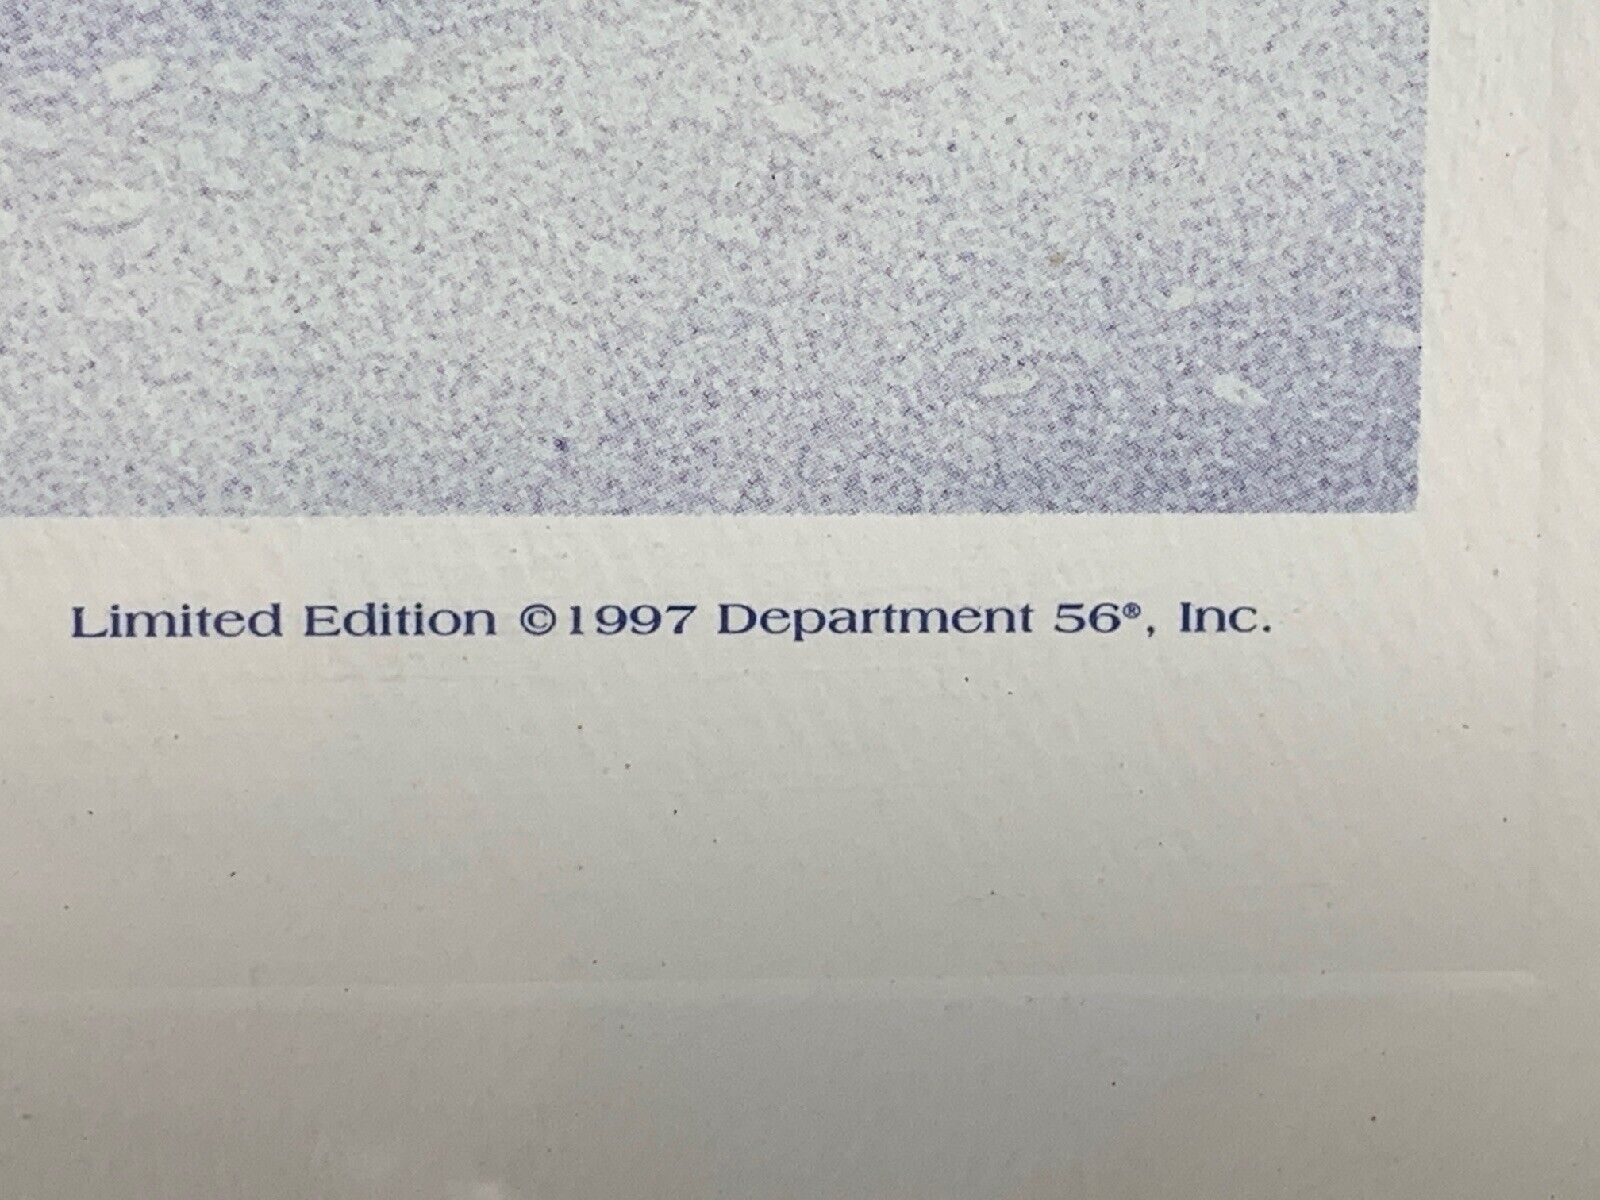 Limited Edition ©1997 Department 56®, Inc.